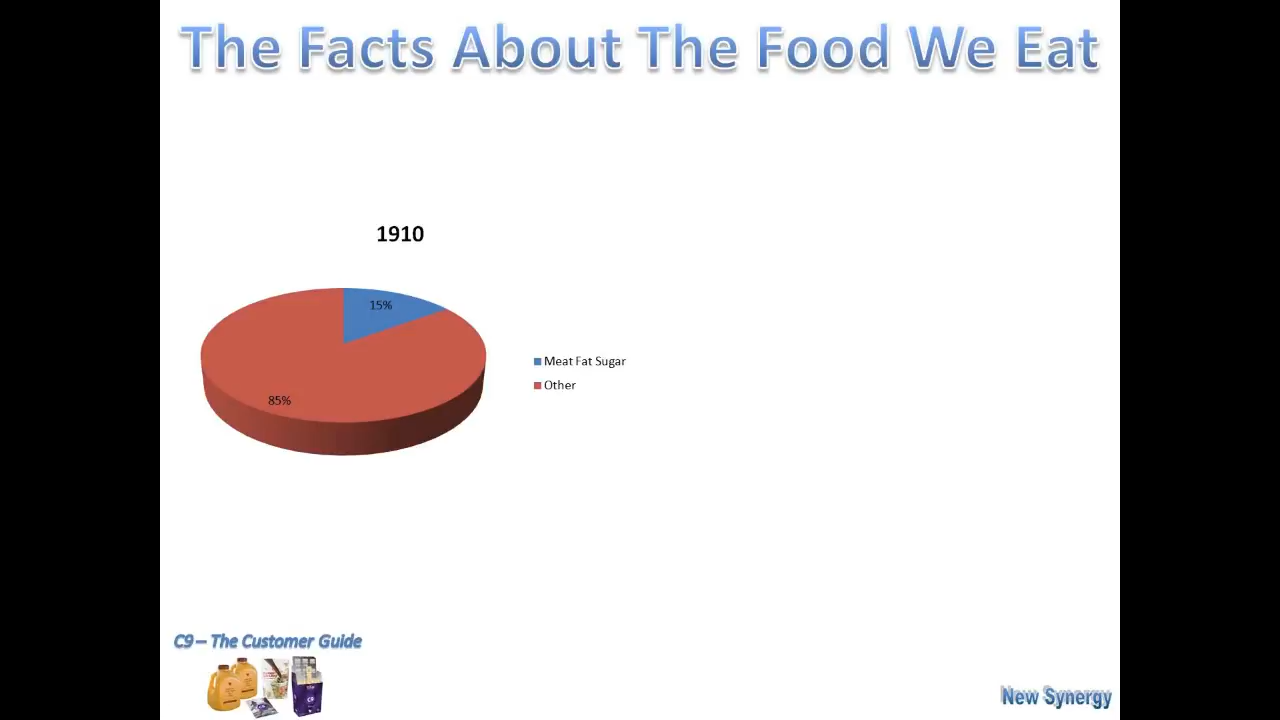 The Facts About The Food We Eat
1910
15%
85%
Meat Fat Sugar
Other
C9 – The Customer Guide
New Synergy